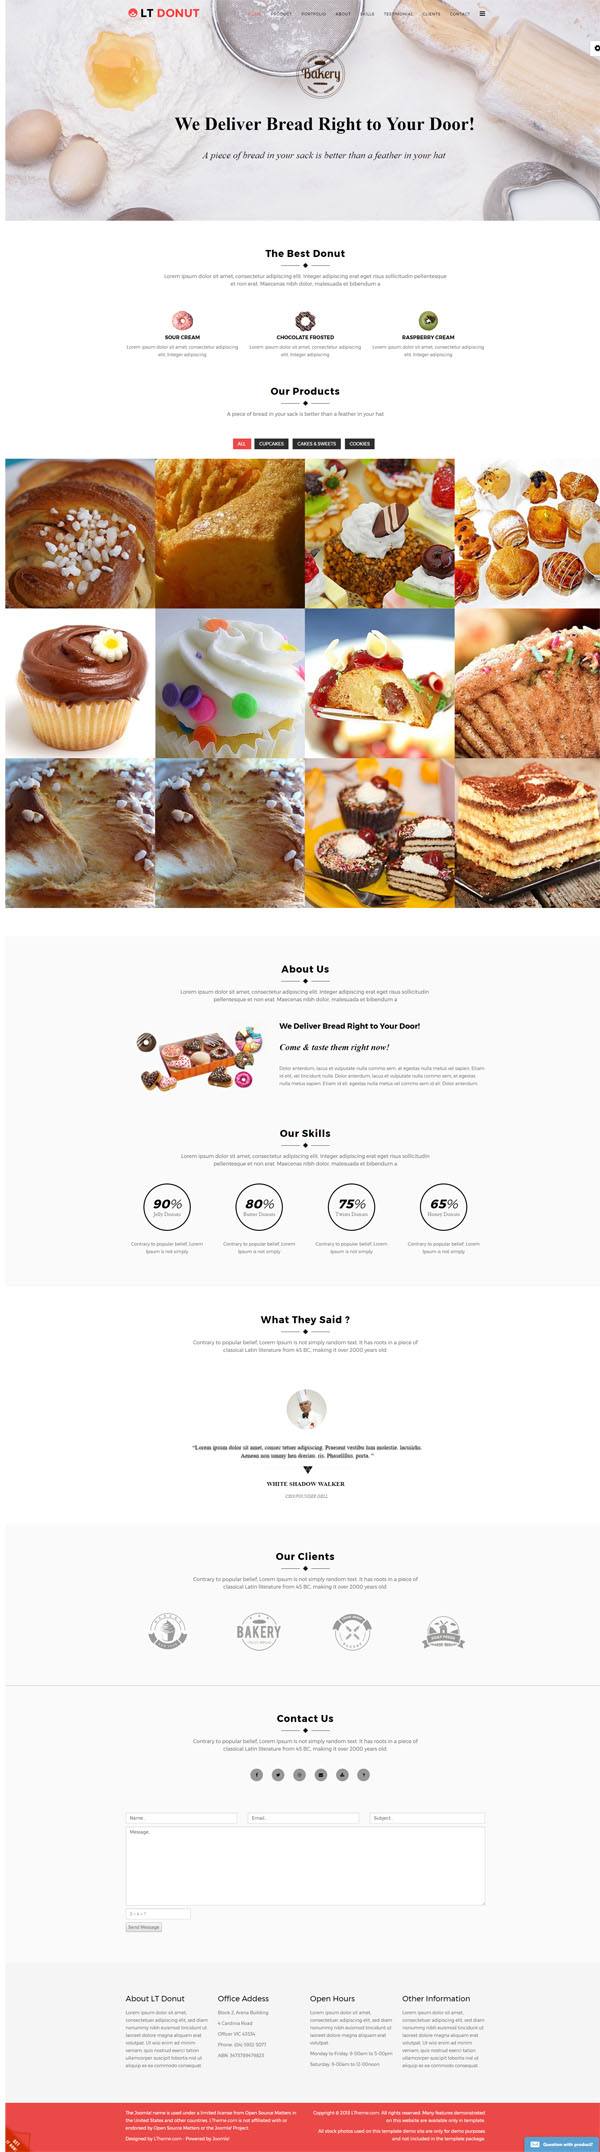 LT DONUT
HOME PRODUCT PORTFOLIO ABOUT SKILLS TESTIMONIAL CLIENTS CONTACT
Bakery
We Deliver Bread Right to Your Door!
A piece of bread in your sack is better than a feather in your hat
The Best Donut
Lorem ipsum dolor sit amet, consectetur adipiscing elit. Integer adipiscing erat eget risus sollicitudin pellentesque
et non erat. Maecenas nibh dolor, malesuada et bibendum a
SOUR CREAM
Lorem ipsum dolor sit amet, consectetur adipiscing
elit. Integer adipiscing
CHOCOLATE FROSTED
Lorem ipsum dolor sit amet, consectetur adipiscing
elit. Integer adipiscing
RASPBERRY CREAM
Lorem ipsum dolor sit amet, consectetur adipiscing
elit. Integer adipiscing
Our Products
A piece of bread in your sack is better than a feather in your hat
ALL CUPCAKES CAKES & SWEETS COOKIES
About Us
Lorem ipsum dolor sit amet, consectetur adipiscing elit. Integer adipiscing erat eget risus sollicitudin
pellentesque et non erat. Maecenas nibh dolor, malesuada et bibendum a
We Deliver Bread Right to Your Door!
Come & taste them right now!
Dolor enterdum, lacus et vulputate nulla commo sem, at egestas nulla metus vel sapien. Etiam
id elit, vel tincidunt nulla. Dolor enterdum, lacus et vulputate nulla commo sem, at egestas
nulla metus vel sapien. Etiam id eli. egestas nulla metus vel commo sem id eli. Dolor enterdum.
Our Skills
Lorem ipsum dolor sit amet, consectetur adipiscing elit. Integer adipiscing erat eget risus sollicitudin
pellentesque et non erat. Maecenas nibh dolor, malesuada et bibendum a
90%
Jelly Donuts
Contrary to popular belief, Lorem
Ipsum is not simply
80%
Butter Donuts
Contrary to popular belief, Lorem
Ipsum is not simply
75%
Twists Donuts
Contrary to popular belief, Lorem
Ipsum is not simply
65%
Honey Donuts
Contrary to popular belief, Lorem
Ipsum is not simply
What They Said ?
Contrary to popular belief, Lorem Ipsum is not simply random text. It has roots in a piece of
classical Latin literature from 45 BC, making it over 2000 years old
"Lorem ipsum dolor sit amet, consec tetuer adipiscing. Praesent vestibu lum molestie. lacusidks.
Aenean non ummy hen drerian. ris. Phasellllus. porta. "
WHITE SHADOW WALKER
Our Clients
Contrary to popular belief, Lorem Ipsum is not simply random text. It has roots in a piece of
classical Latin literature from 45 BC, making it over 2000 years old
BAKERY
Contact Us
Contrary to popular belief, Lorem Ipsum is not simply random text. It has roots in a piece of
classical Latin literature from 45 BC, making it over 2000 years old
Name... Email... Subject...
Message...
Send Message
About LT Donut
Lorem ipsum dolor sit amet,
consectetuer adipiscing elit, sed diam
nonummy nibh euismod tincidunt ut
laoreet dolore magna aliquam erat
volutpat. Ut wisi enim ad minim
veniam, quis nostrud exerci tation
ullamcorper suscipit lobortis nisl ut
aliquip ex ea commodo
Office Addess
Block 2, Arena Building
4 Cardinia Road
Officer VIC 43534
Phone: (04) 5932 5077
ABN: 3473789476823
Open Hours
Lorem ipsum dolor sit amet,
consectetuer adipiscing elit, sed diam
nonummy nibh euismod tincidunt ut
laoreet dolore magna aliquam erat
volutpat.
Monday to Friday: 9-00am to 5-00pm
Saturday: 9-00am to 12-00noon
Other Information
Lorem ipsum dolor sit amet,
consectetuer adipiscing elit, sed diam
nonummy nibh euismod tincidunt ut
laoreet dolore magna aliquam erat
volutpat. Ut wisi enim ad minim
veniam, quis nostrud exerci tation
ullamcorper suscipit lobortis nisl ut
aliquip ex ea commodo
The Joomla! name is used under a limited license from Open Source Matters in
the United States and other countries. LTheme.com is not affiliated with or
endorsed by Open Source Matters or the Joomla! Project.
Designed by LTheme.com - Powered by Joomla!
Copyright © 2015 LTheme.com. All rights reserved. Many features demonstrated
on this website are available only in template.
All stock photos used on this template demo site are only for demo purposes
and not included in the template package.
Question with product?